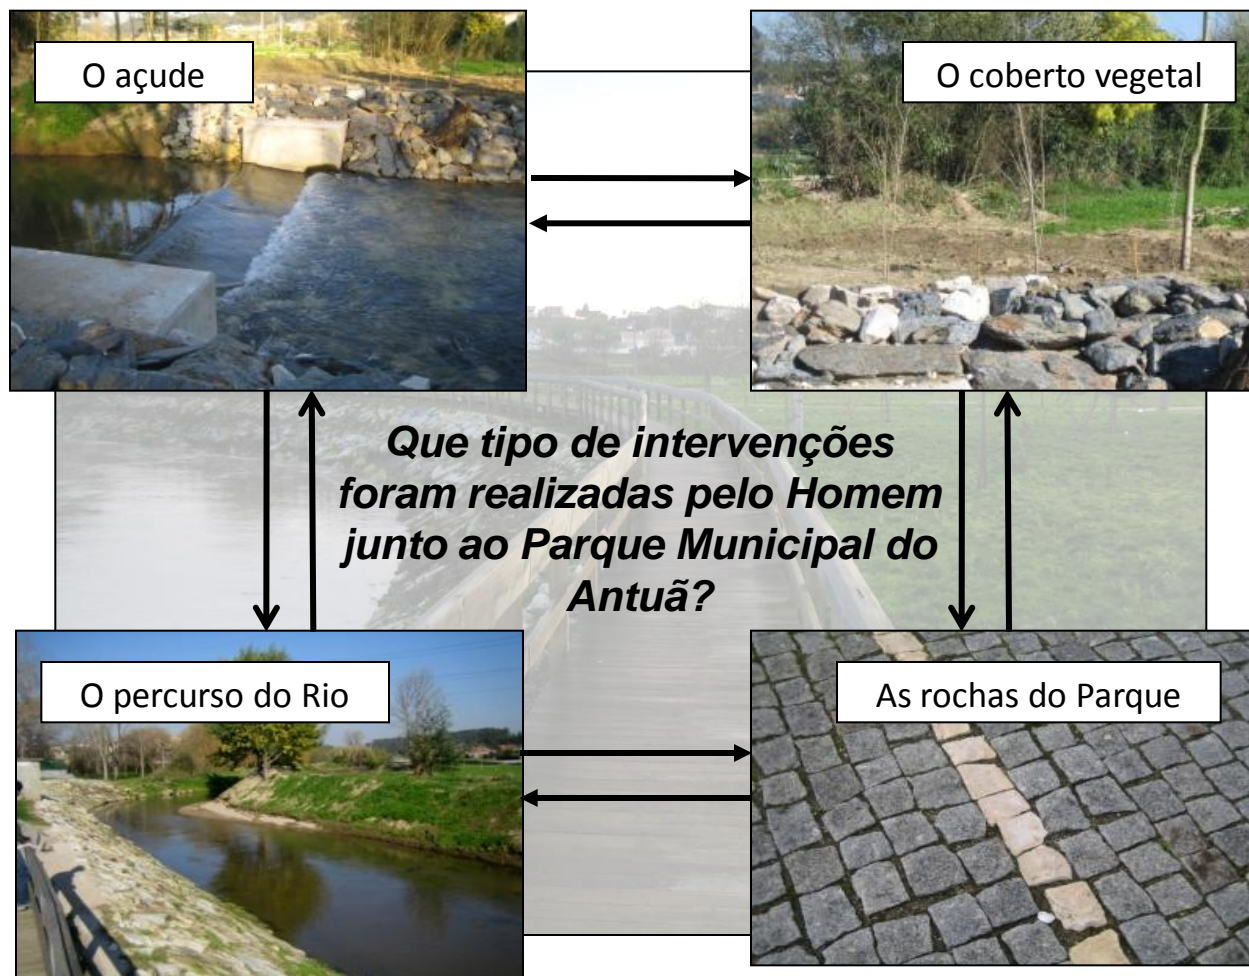 O açude
O coberto vegetal
Que tipo de intervenções
foram realizadas pelo Homem
junto ao Parque Municipal do
Antuã?
O percurso do Rio
As rochas do Parque